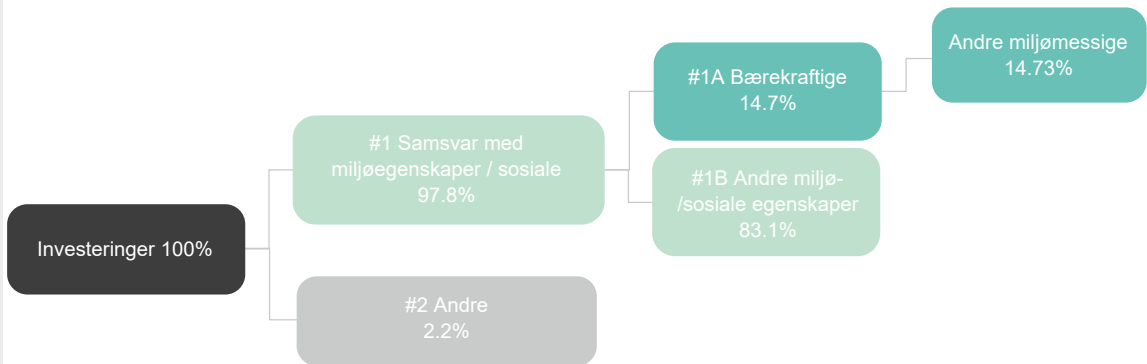 Investeringer 100%
#1 Samsvar med
miljøegenskaper / sosiale
97.8%
#2 Andre
2.2%
#1A Bærekraftige
14.7%
#1B Andre miljø-
/sosiale egenskaper
83.1%
Andre miljømessige
14.73%